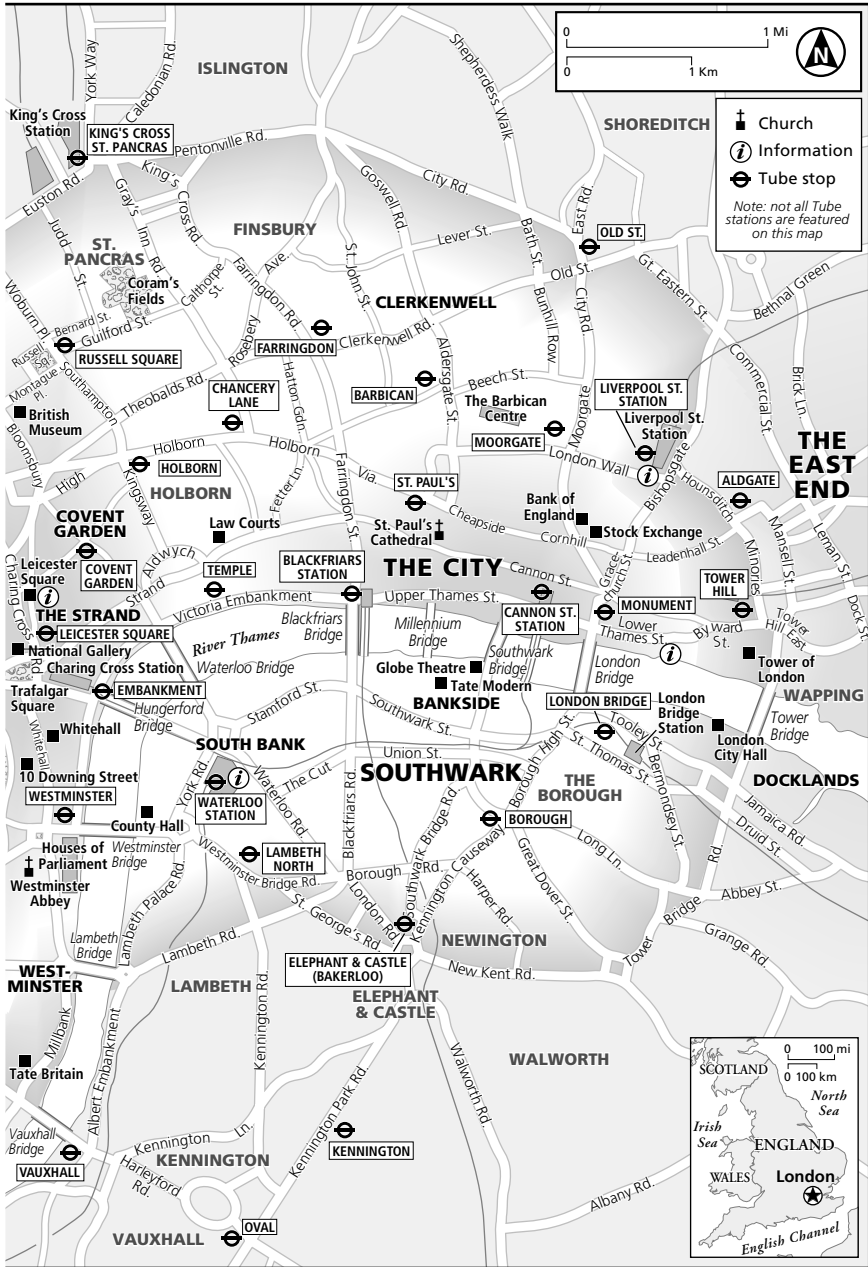 0 1 Mi
0 1 Km
N
Church
Information
Tube stop
Note: not all Tube
stations are featured
on this map
ISLINGTON
SHOREDITCH
York Way
Caledonian Rd.
Shepherdess Walk
King's Cross
Station
KING'S CROSS
ST. PANCRAS
Pentonville Rd.
Euston Rd.
Judd St.
Gray's Inn Rd.
King's Cross Rd.
Goswell Rd.
City Rd.
East Rd.
OLD ST.
FINSBURY
ST.
PANCRAS
Lever St.
Bath St.
Old St.
Gt. Eastern St.
Bethnal Green
Coram's
Fields
Calthorpe St.
Farringdon Rd.
Rosebery Ave.
St. John St.
CLERKENWELL
City Rd.
Bunhill Row
Woburn Pl.
Bernard St.
Guilford St.
Russell Sq.
RUSSELL SQUARE
FARRINGDON
Clerkenwell Rd.
Aldersgate St.
Commercial St.
Brick Ln.
Montague Pl.
Southampton
Theobalds Rd.
Hatton Gdn.
CHANCERY
LANE
BARBICAN
Beech St.
The Barbican
Centre
LIVERPOOL ST.
STATION
Liverpool St.
Station
British
Museum
Bloomsbury
MOORGATE
Moorgate
THE
EAST
END
High
Holborn
HOLBORN
Holborn
Via.
London Wall
Bishopsgate
Hounsditch
ALDGATE
HOLBORN
Kingsway
Fetter Ln.
Farringdon St.
ST. PAUL'S
Cheapside
Bank of
England
Stock Exchange
Cornhill
Leadenhall St.
Minories
Mansell St.
Leman St.
COVENT
GARDEN
COVENT
GARDEN
Law Courts
St. Paul's
Cathedral
Leicester
Square
Charing Cross Rd.
Aldwych
Strand
TEMPLE
BLACKFRIARS
STATION
THE CITY
Cannon St.
Grace-
church St.
TOWER
HILL
Dock St.
THE STRAND
LEICESTER SQUARE
Victoria Embankment
Upper Thames St.
CANNON ST.
STATION
MONUMENT
Lower
Thames St.
Byward
St.
Tower
Hill East
National Gallery
Charing Cross Station
River Thames
Waterloo Bridge
Blackfriars
Bridge
Millennium
Bridge
Southwark
Bridge
London
Bridge
Tower of
London
Globe Theatre
Tate Modern
WAPPING
Trafalgar
Square
EMBANKMENT
Hungerford
Bridge
Stamford St.
BANKSIDE
Southwark St.
LONDON BRIDGE
London
Bridge
Station
Tooley St.
London
City Hall
Tower
Bridge
Whitehall
Whitehall
10 Downing Street
SOUTH BANK
Union St.
SOUTHWARK
Borough High St.
St. Thomas St.
THE
BOROUGH
Bermondsey St.
DOCKLANDS
WESTMINSTER
York Rd.
WATERLOO
STATION
Waterloo Rd.
The Cut
Blackfriars Rd.
County Hall
Southwark Bridge Rd.
BOROUGH
Jamaica Rd.
Druid St.
Houses of
Parliament
Westminster
Bridge
Westminster
Abbey
LAMBETH
NORTH
Westminster Bridge Rd.
Borough Rd.
Kennington Causeway
Harper Rd.
Great Dover St.
Long Ln.
Tower Bridge Rd.
Abbey St.
Lambeth Palace Rd.
St. George's Rd.
London Rd.
Lambeth
Bridge
Lambeth Rd.
NEWINGTON
Grange Rd.
ELEPHANT & CASTLE
(BAKERLOO)
New Kent Rd.
WEST-
MINSTER
LAMBETH
ELEPHANT
& CASTLE
Millbank
Albert Embankment
Kennington Rd.
Walworth Rd.
WALWORTH
Tate Britain
Kennington Park Rd.
Vauxhall
Bridge
Kennington Ln.
KENNINGTON
VAUXHALL
Harleyford
Rd.
KENNINGTON
Albany Rd.
VAUXHALL
OVAL
0 100 mi
0 100 km
SCOTLAND
North
Sea
Irish
Sea
ENGLAND
WALES
London
English Channel